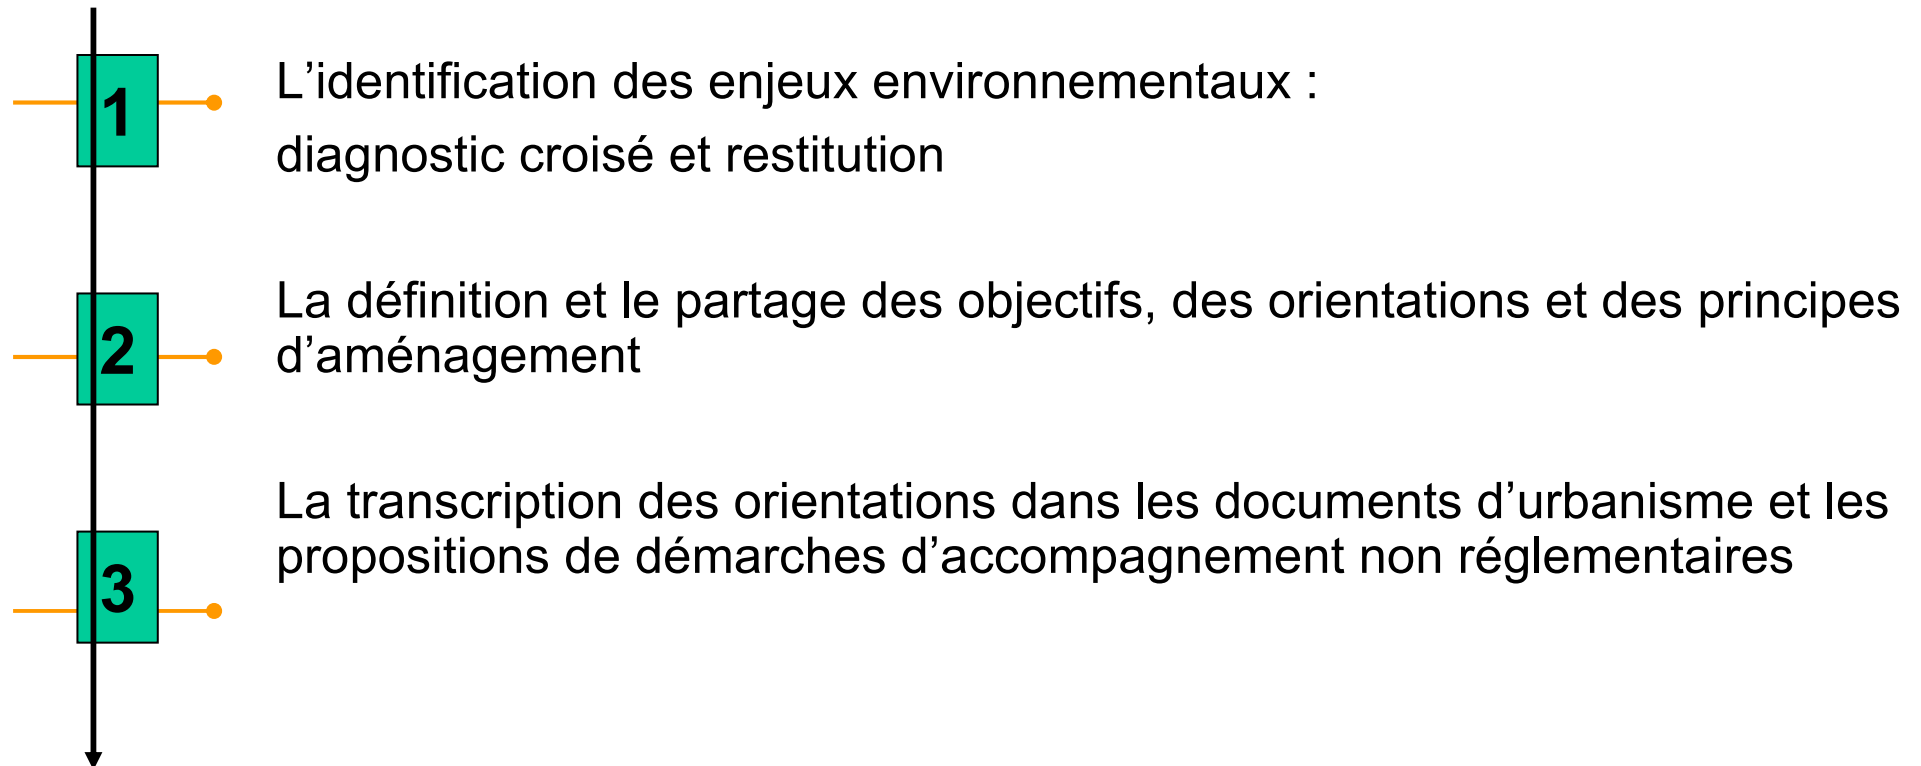 1
L’identification des enjeux environnementaux :
diagnostic croisé et restitution
2
La définition et le partage des objectifs, des orientations et des principes
d’aménagement
3
La transcription des orientations dans les documents d’urbanisme et les
propositions de démarches d’accompagnement non réglementaires